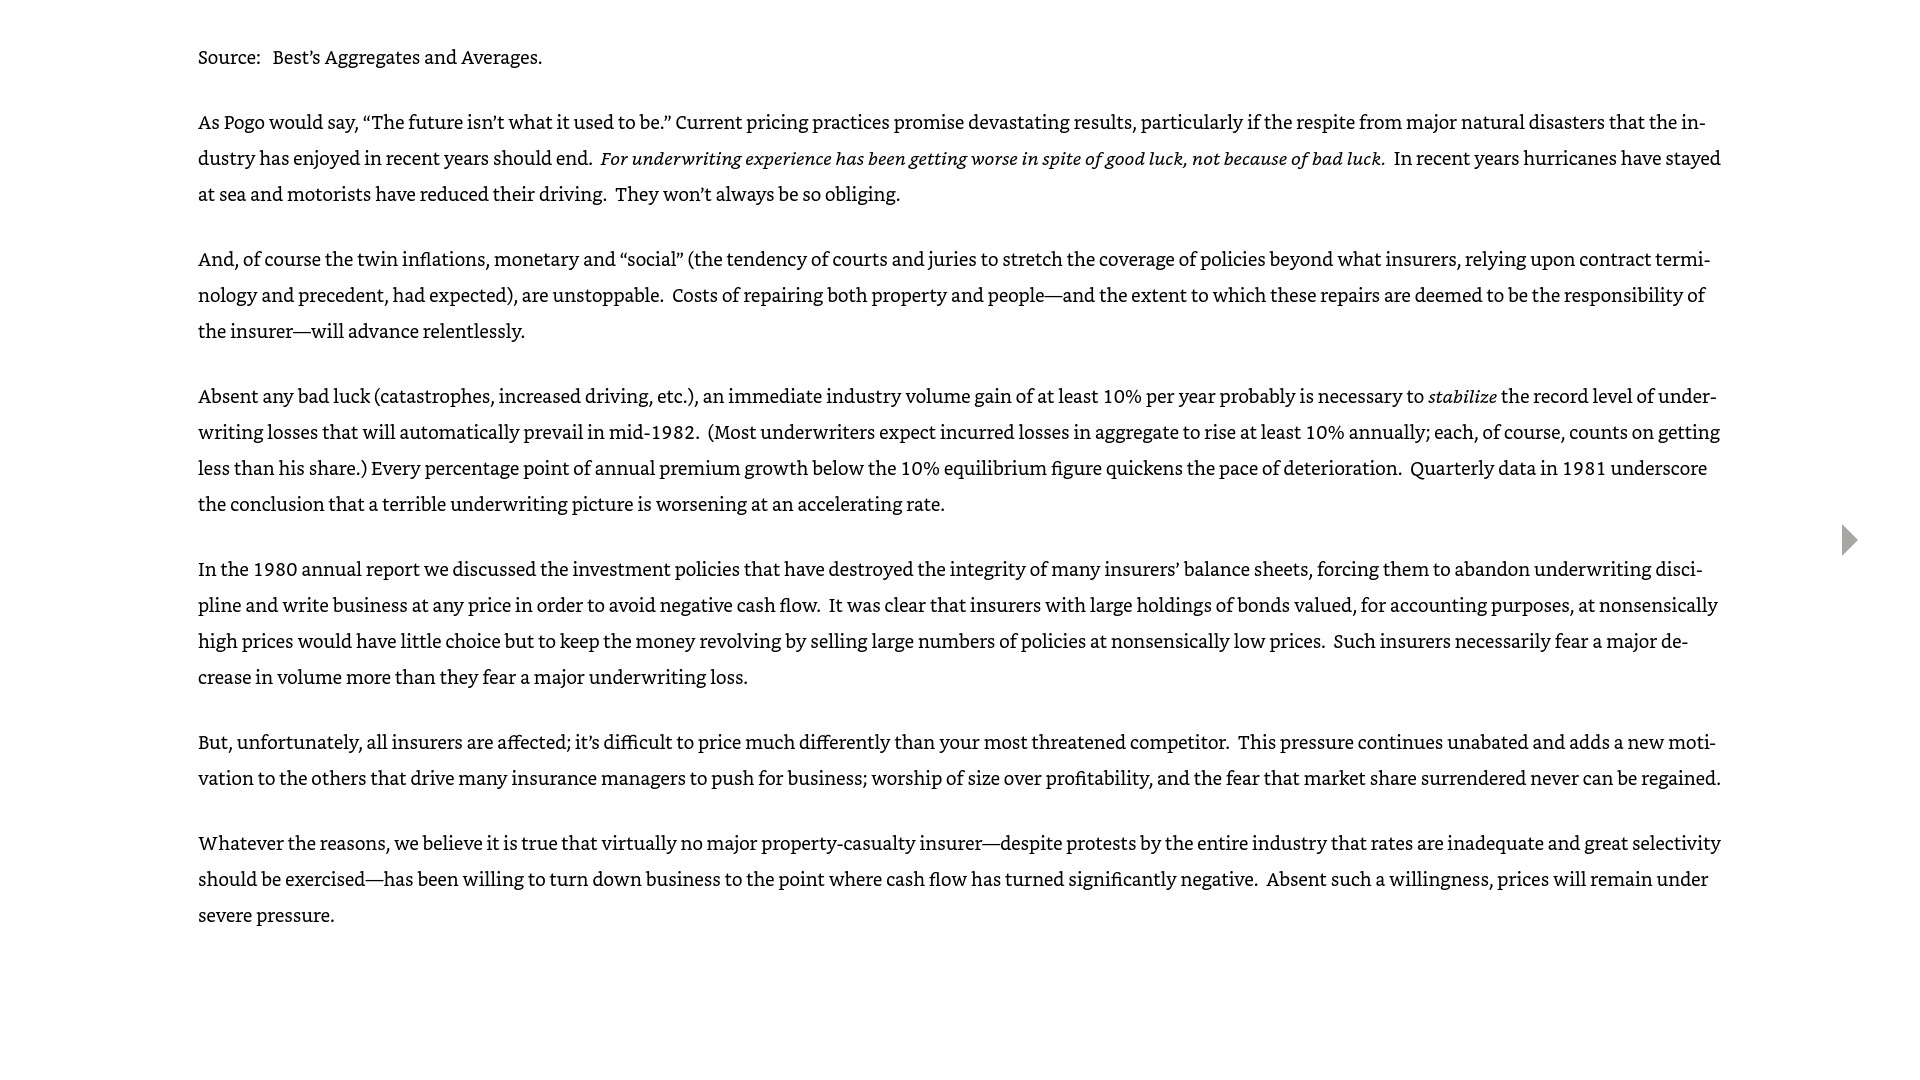 Source:  Best’s Aggregates and Averages.
As Pogo would say, “The future isn’t what it used to be.” Current pricing practices promise devastating results, particularly if the respite from major natural disasters that the in-
dustry has enjoyed in recent years should end.  For underwriting experience has been getting worse in spite of good luck, not because of bad luck.  In recent years hurricanes have stayed
at sea and motorists have reduced their driving.  They won’t always be so obliging.
And, of course the twin inflations, monetary and “social” (the tendency of courts and juries to stretch the coverage of policies beyond what insurers, relying upon contract termi-
nology and precedent, had expected), are unstoppable.  Costs of repairing both property and people—and the extent to which these repairs are deemed to be the responsibility of
the insurer—will advance relentlessly.
Absent any bad luck (catastrophes, increased driving, etc.), an immediate industry volume gain of at least 10% per year probably is necessary to stabilize the record level of under-
writing losses that will automatically prevail in mid-1982.  (Most underwriters expect incurred losses in aggregate to rise at least 10% annually; each, of course, counts on getting
less than his share.) Every percentage point of annual premium growth below the 10% equilibrium figure quickens the pace of deterioration.  Quarterly data in 1981 underscore
the conclusion that a terrible underwriting picture is worsening at an accelerating rate.
In the 1980 annual report we discussed the investment policies that have destroyed the integrity of many insurers’ balance sheets, forcing them to abandon underwriting disci-
pline and write business at any price in order to avoid negative cash flow.  It was clear that insurers with large holdings of bonds valued, for accounting purposes, at nonsensically
high prices would have little choice but to keep the money revolving by selling large numbers of policies at nonsensically low prices.  Such insurers necessarily fear a major de-
crease in volume more than they fear a major underwriting loss.
But, unfortunately, all insurers are affected; it’s difficult to price much differently than your most threatened competitor.  This pressure continues unabated and adds a new moti-
vation to the others that drive many insurance managers to push for business; worship of size over profitability, and the fear that market share surrendered never can be regained.
Whatever the reasons, we believe it is true that virtually no major property-casualty insurer—despite protests by the entire industry that rates are inadequate and great selectivity
should be exercised—has been willing to turn down business to the point where cash flow has turned significantly negative.  Absent such a willingness, prices will remain under
severe pressure.